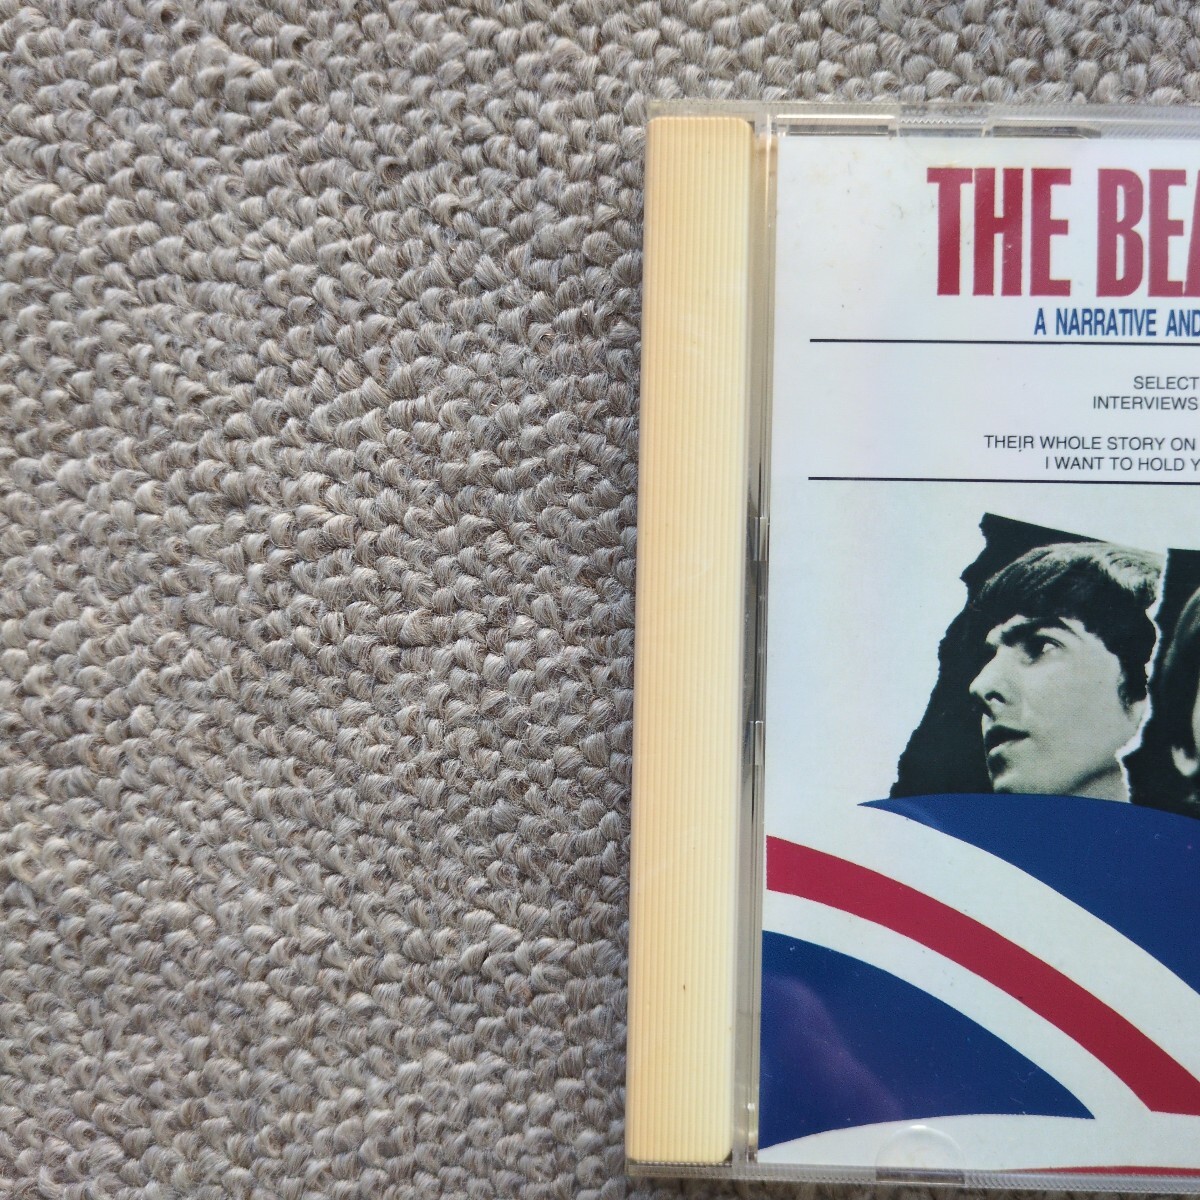 THE BEA
A NARRATIVE AND
SELECT
INTERVIEWS
THEIR WHOLE STORY ON
I WANT TO HOLD Y